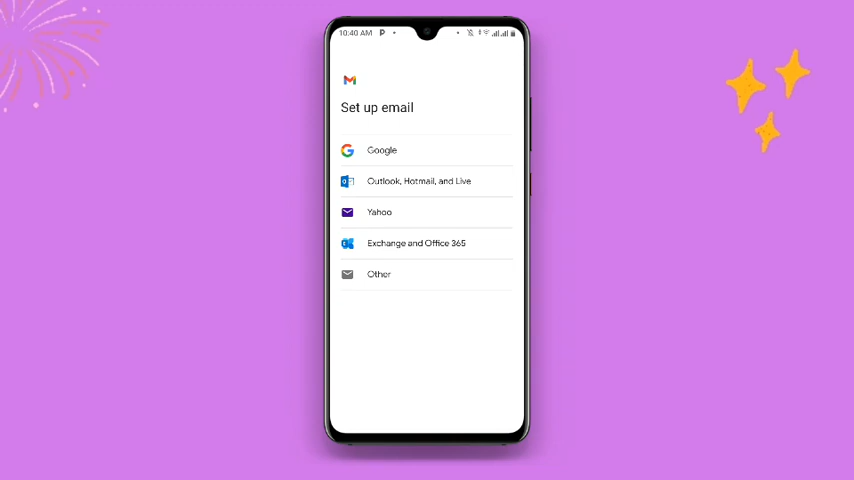 10:40 AM P
Set up email
Google
Outlook, Hotmail, and Live
Yahoo
Exchange and Office 365
Other